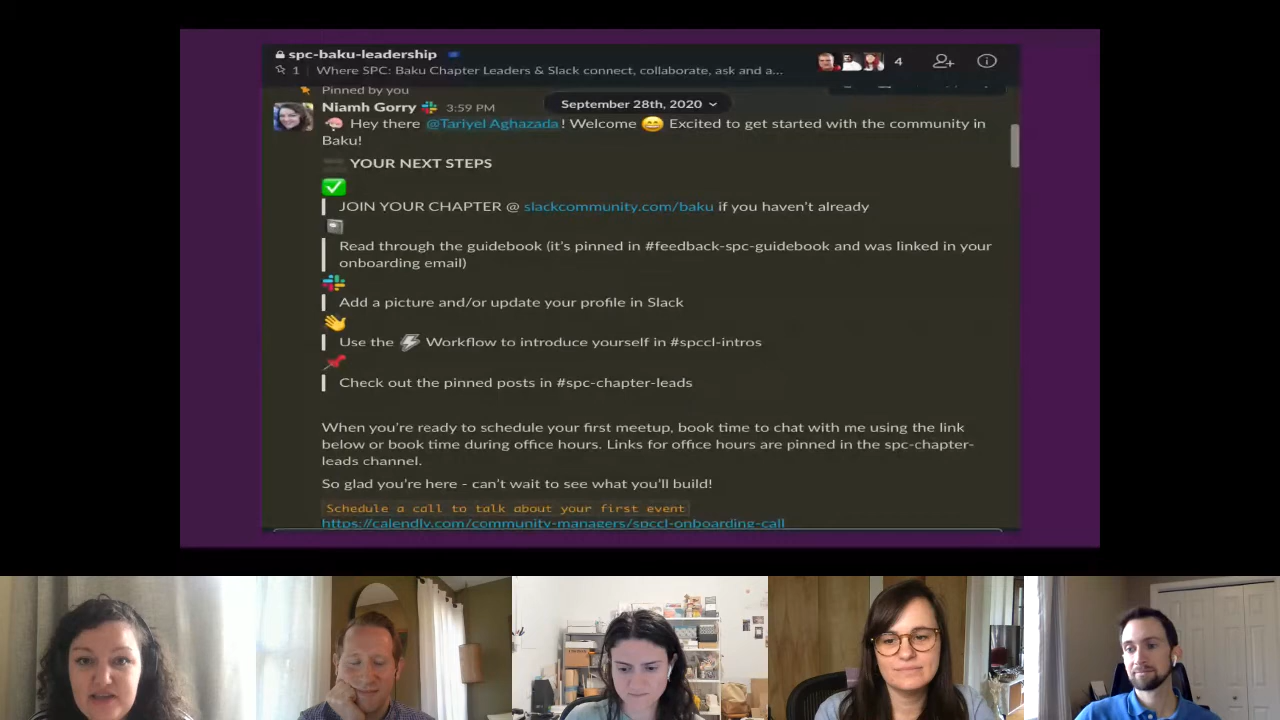 spc-baku-leadership
1 Where SPC: Baku Chapter Leaders & Slack connect, collaborate, ask and a...
4
Pinned by you
Niamh Gorry 3:59 PM
September 28th, 2020
Hey there @Tariyel Aghazada! Welcome Excited to get started with the community in
Baku!
YOUR NEXT STEPS
JOIN YOUR CHAPTER @ slackcommunity.com/baku if you haven't already
Read through the guidebook (it's pinned in #feedback-spc-guidebook and was linked in your
onboarding email)
Add a picture and/or update your profile in Slack
Use the Workflow to introduce yourself in #spccl-intros
Check out the pinned posts in #spc-chapter-leads
When you're ready to schedule your first meetup, book time to chat with me using the link
below or book time during office hours. Links for office hours are pinned in the spc-chapter-
leads channel.
So glad you're here - can't wait to see what you'll build!
Schedule a call to talk about your first event
https://calendly.com/community-managers/spccl-onboarding-call